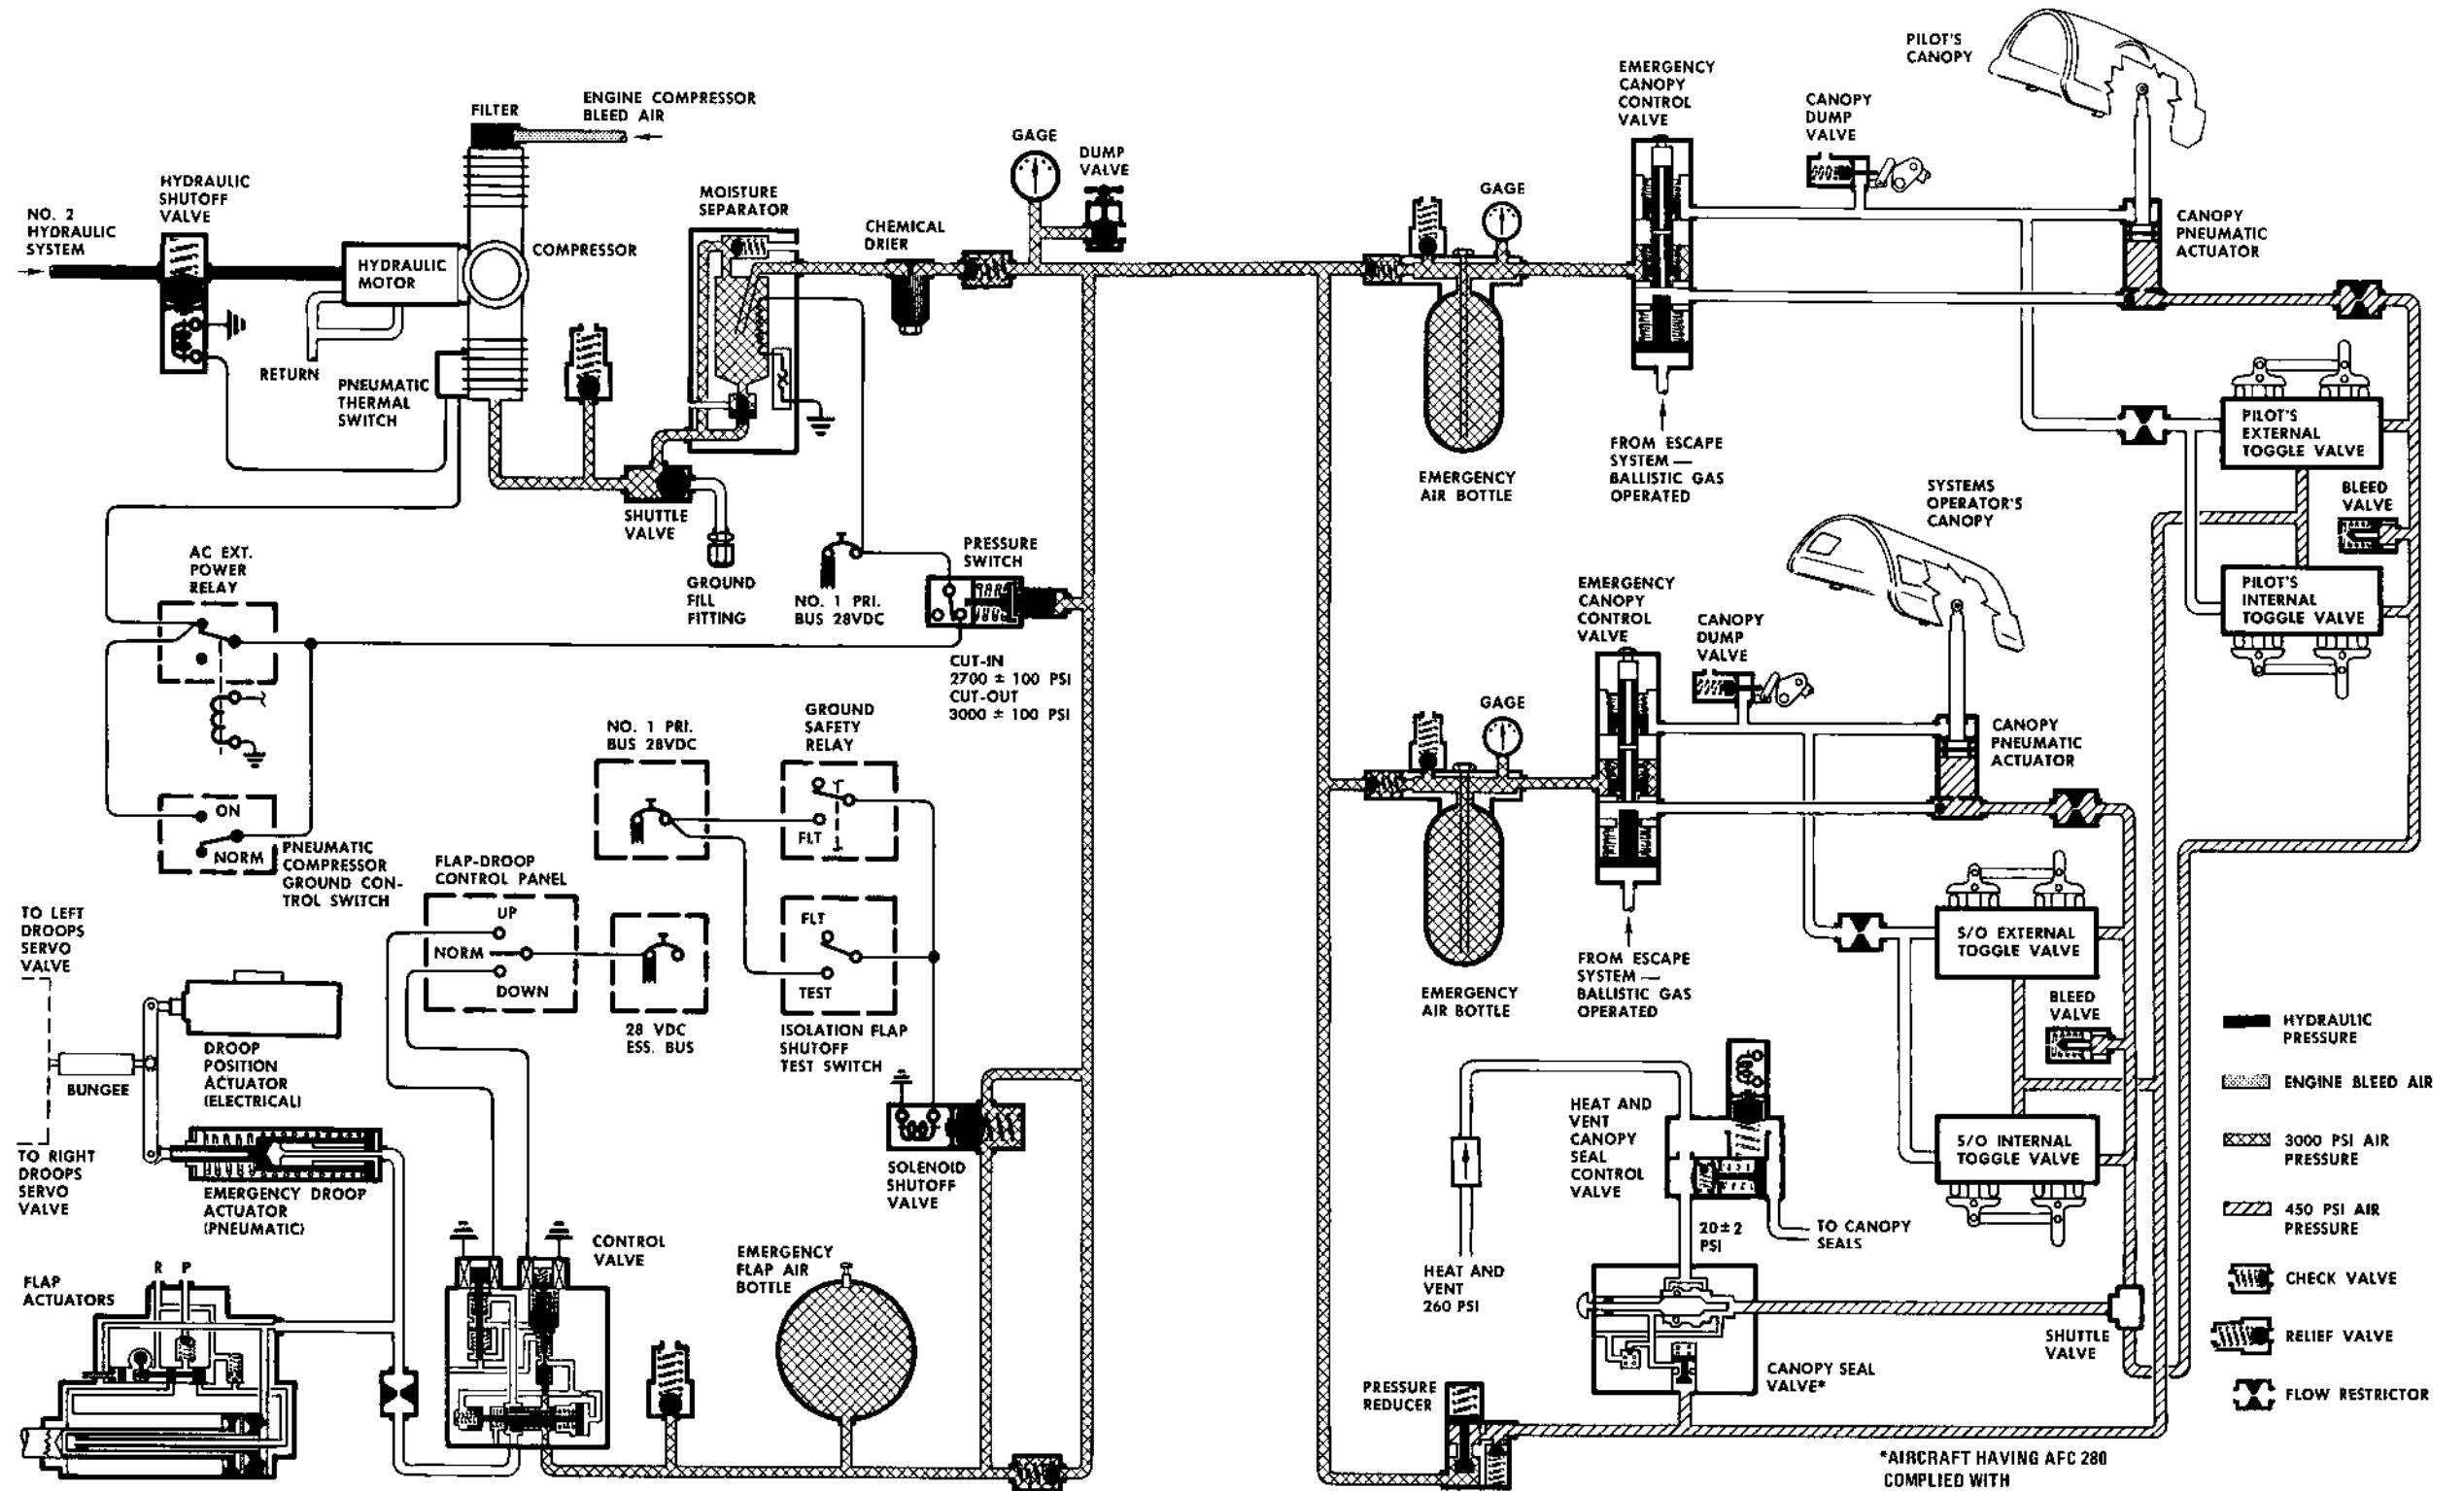 PILOT'S
CANOPY
EMERGENCY
CANOPY
CONTROL
VALVE
CANOPY
DUMP
VALVE
FILTER
ENGINE COMPRESSOR
BLEED AIR
GAGE
DUMP
VALVE
HYDRAULIC
SHUTOFF
VALVE
MOISTURE
SEPARATOR
GAGE
NO. 2
HYDRAULIC
SYSTEM
CHEMICAL
DRIER
COMPRESSOR
HYDRAULIC
MOTOR
CANOPY
PNEUMATIC
ACTUATOR
RETURN
PNEUMATIC
THERMAL
SWITCH
PILOT'S
EXTERNAL
TOGGLE VALVE
FROM ESCAPE
SYSTEM —
BALLISTIC GAS
OPERATED
EMERGENCY
AIR BOTTLE
SYSTEMS
OPERATOR'S
CANOPY
BLEED
VALVE
SHUTTLE
VALVE
GROUND
FILL
FITTING
NO. 1 PRI.
BUS 28VDC
PRESSURE
SWITCH
AC EXT.
POWER
RELAY
EMERGENCY
CANOPY
CONTROL
VALVE
CANOPY
DUMP
VALVE
PILOT'S
INTERNAL
TOGGLE VALVE
CUT-IN
2700 ± 100 PSI
CUT-OUT
3000 ± 100 PSI
GAGE
NO. 1 PRI.
BUS 28VDC
GROUND
SAFETY
RELAY
FLT
CANOPY
PNEUMATIC
ACTUATOR
ON
NORM
PNEUMATIC
COMPRESSOR
GROUND CON-
TROL SWITCH
FLAP-DROOP
CONTROL PANEL
UP
NORM
DOWN
28 VDC
ESS. BUS
FLT
TEST
ISOLATION FLAP
SHUTOFF
TEST SWITCH
S/O EXTERNAL
TOGGLE VALVE
FROM ESCAPE
SYSTEM —
BALLISTIC GAS
OPERATED
EMERGENCY
AIR BOTTLE
BLEED
VALVE
TO LEFT
DROOPS
SERVO
VALVE
DROOP
POSITION
ACTUATOR
(ELECTRICAL)
BUNGEE
TO RIGHT
DROOPS
SERVO
VALVE
EMERGENCY DROOP
ACTUATOR
(PNEUMATIC)
SOLENOID
SHUTOFF
VALVE
HEAT AND
VENT
CANOPY
SEAL
CONTROL
VALVE
S/O INTERNAL
TOGGLE VALVE
20±2
PSI
TO CANOPY
SEALS
HEAT AND
VENT
260 PSI
CONTROL
VALVE
EMERGENCY
FLAP AIR
BOTTLE
FLAP
ACTUATORS
R P
SHUTTLE
VALVE
CANOPY SEAL
VALVE*
PRESSURE
REDUCER
HYDRAULIC
PRESSURE
ENGINE BLEED AIR
3000 PSI AIR
PRESSURE
450 PSI AIR
PRESSURE
CHECK VALVE
RELIEF VALVE
FLOW RESTRICTOR
*AIRCRAFT HAVING AFC 280
COMPLIED WITH